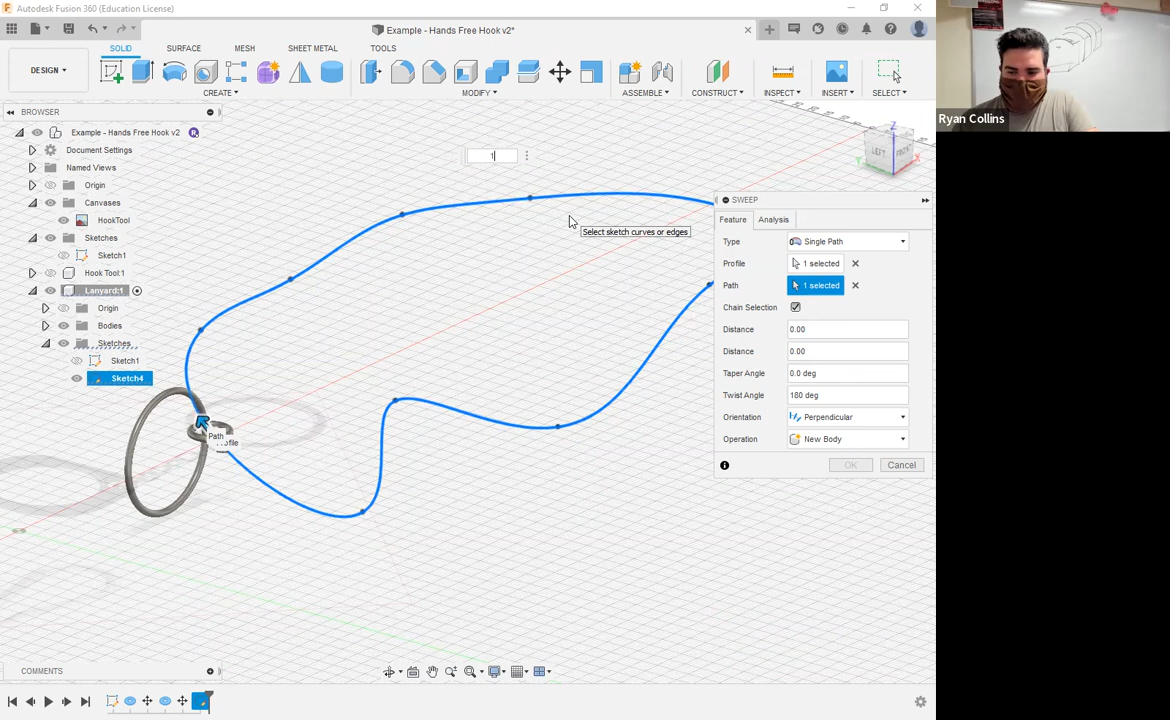 Autodesk Fusion 360 (Education License)
Example - Hands Free Hook v2*
DESIGN
SOLID SURFACE MESH SHEET METAL TOOLS
CREATE MODIFY ASSEMBLE CONSTRUCT INSPECT INSERT SELECT
BROWSER
Example - Hands Free Hook v2
Document Settings
Named Views
Origin
Canvases
HookTool
Sketches
Sketch1
Hook Tool:1
Lanyard:1
Origin
Bodies
Sketches
Sketch1
Sketch4
1
Select sketch curves or edges
Path
Z
LEFT FRONT
SWEEP
Feature Analysis
Type Single Path
Profile 1 selected
Path 1 selected
Chain Selection
Distance 0.00
Distance 0.00
Taper Angle 0.0 deg
Twist Angle 180 deg
Orientation Perpendicular
Operation New Body
OK Cancel
COMMENTS
Ryan Collins